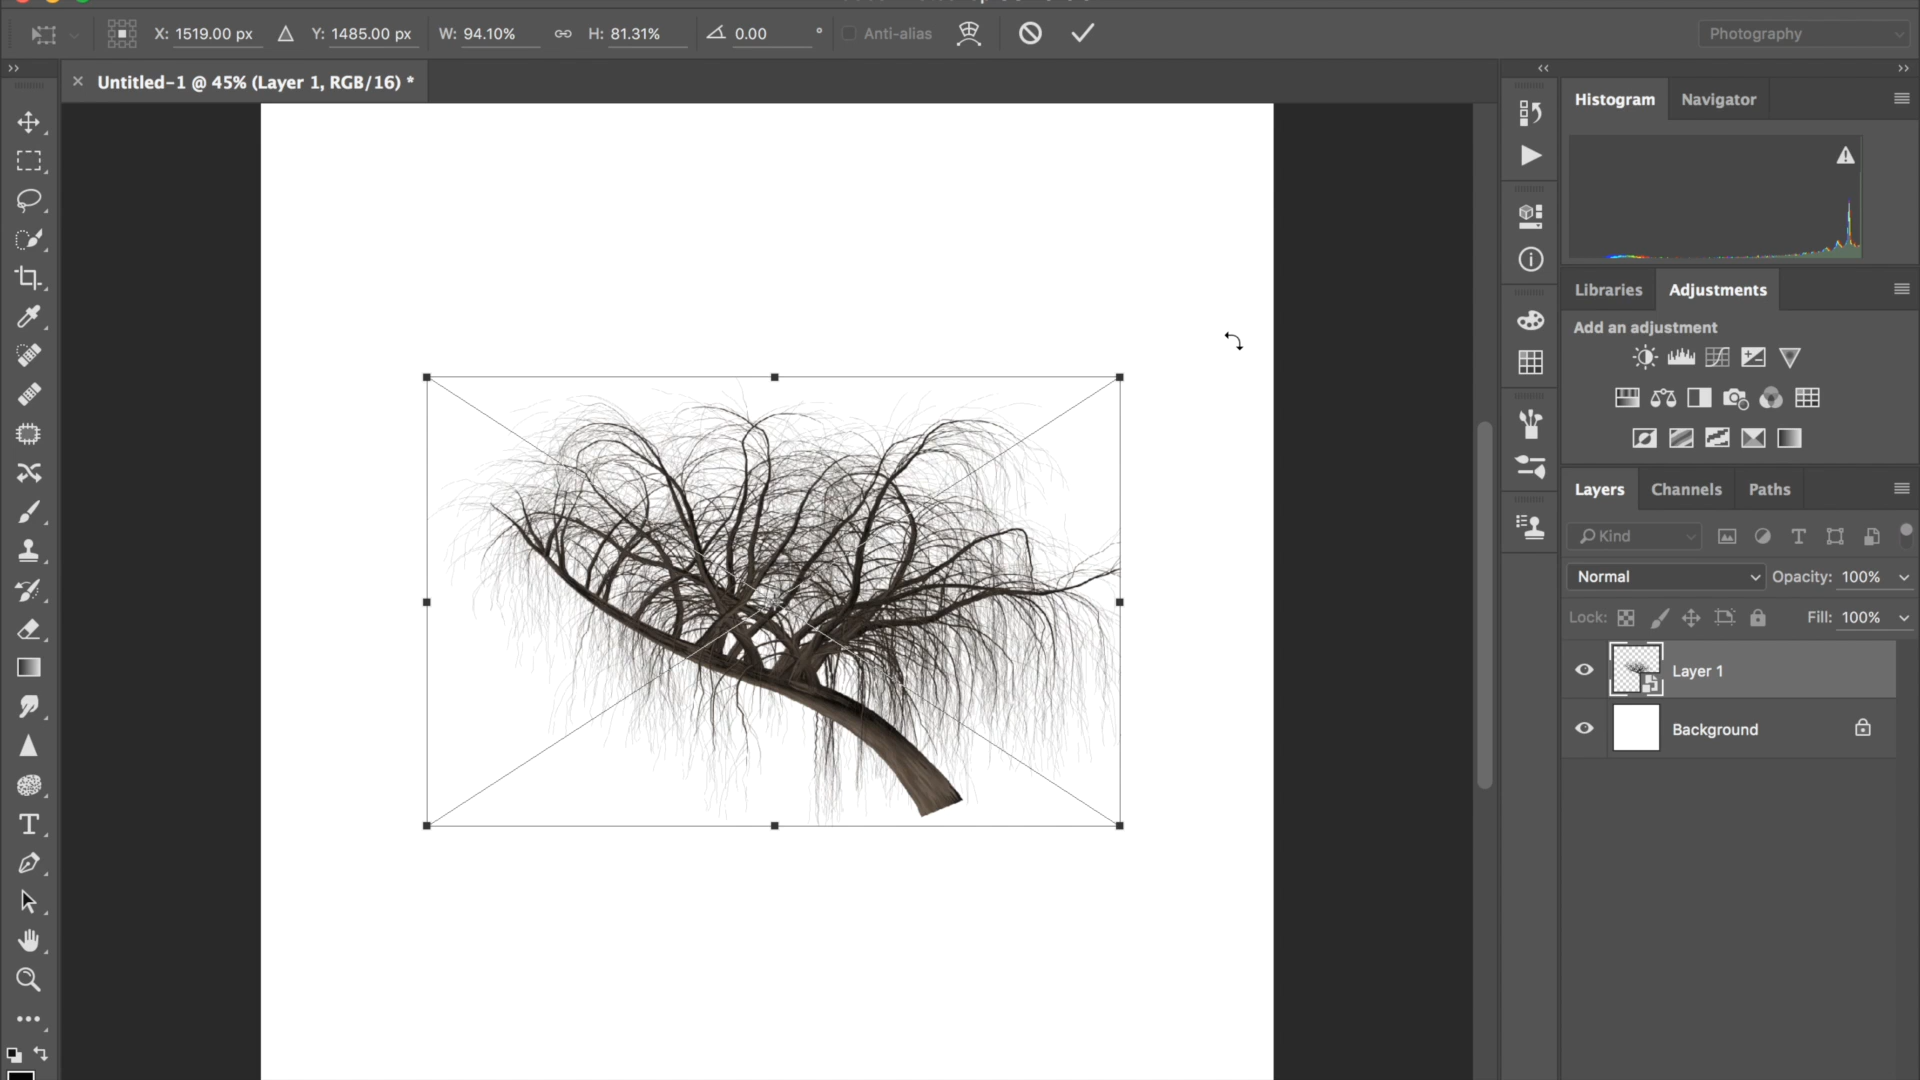 X: 1519.00 px Y: 1485.00 px W: 94.10% H: 81.31% 0.00 ° Anti-alias Photography
Untitled-1 @ 45% (Layer 1, RGB/16) *
Histogram Navigator
Libraries Adjustments
Add an adjustment
Layers Channels Paths
Kind
Normal Opacity: 100%
Lock: Fill: 100%
Layer 1
Background